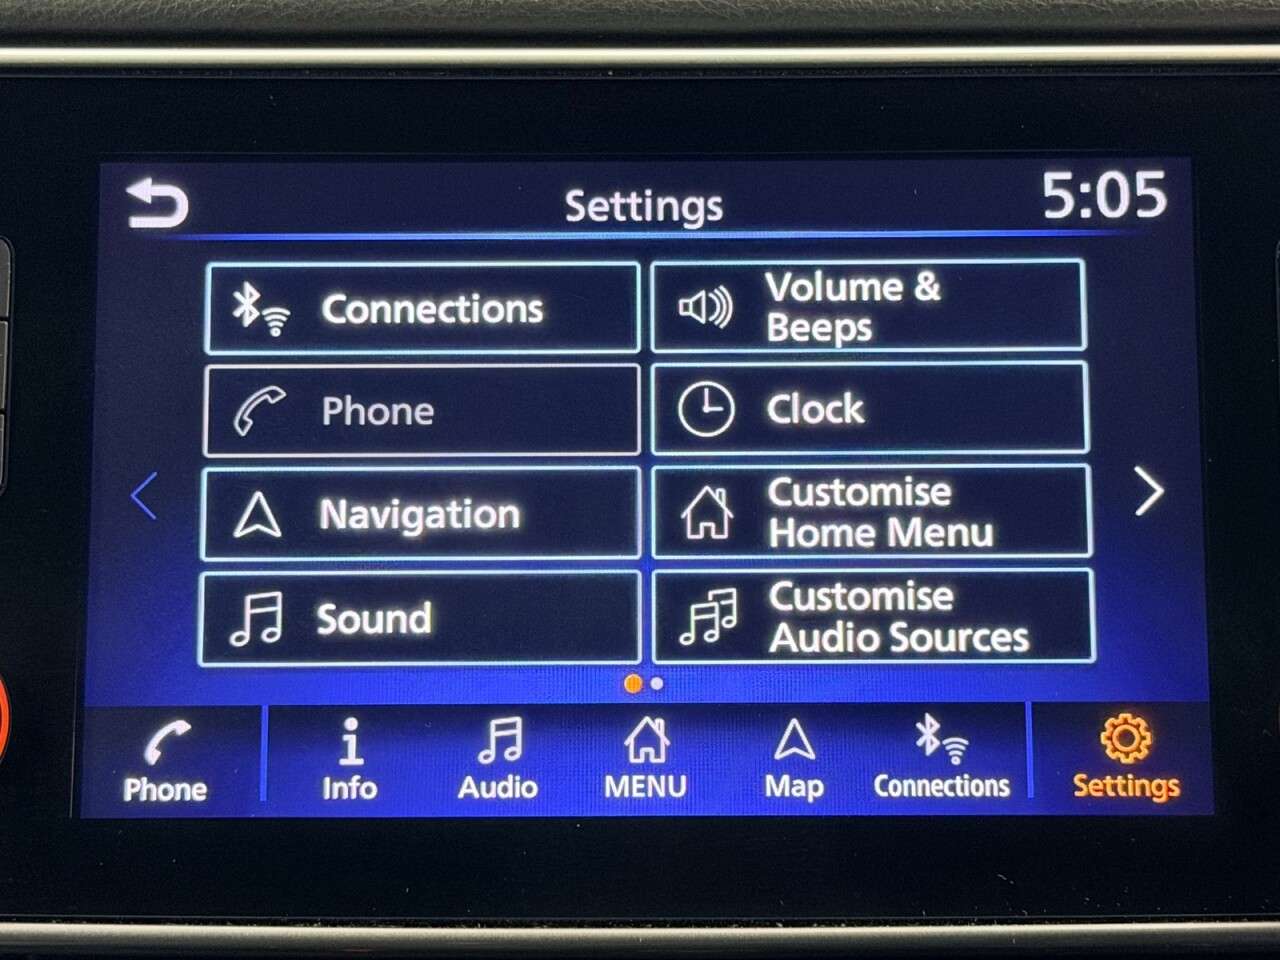 Settings
5:05
Connections
Volume &
Beeps
Phone
Clock
Navigation
Customise
Home Menu
Sound
Customise
Audio Sources
Phone
Info
Audio
MENU
Map
Connections
Settings